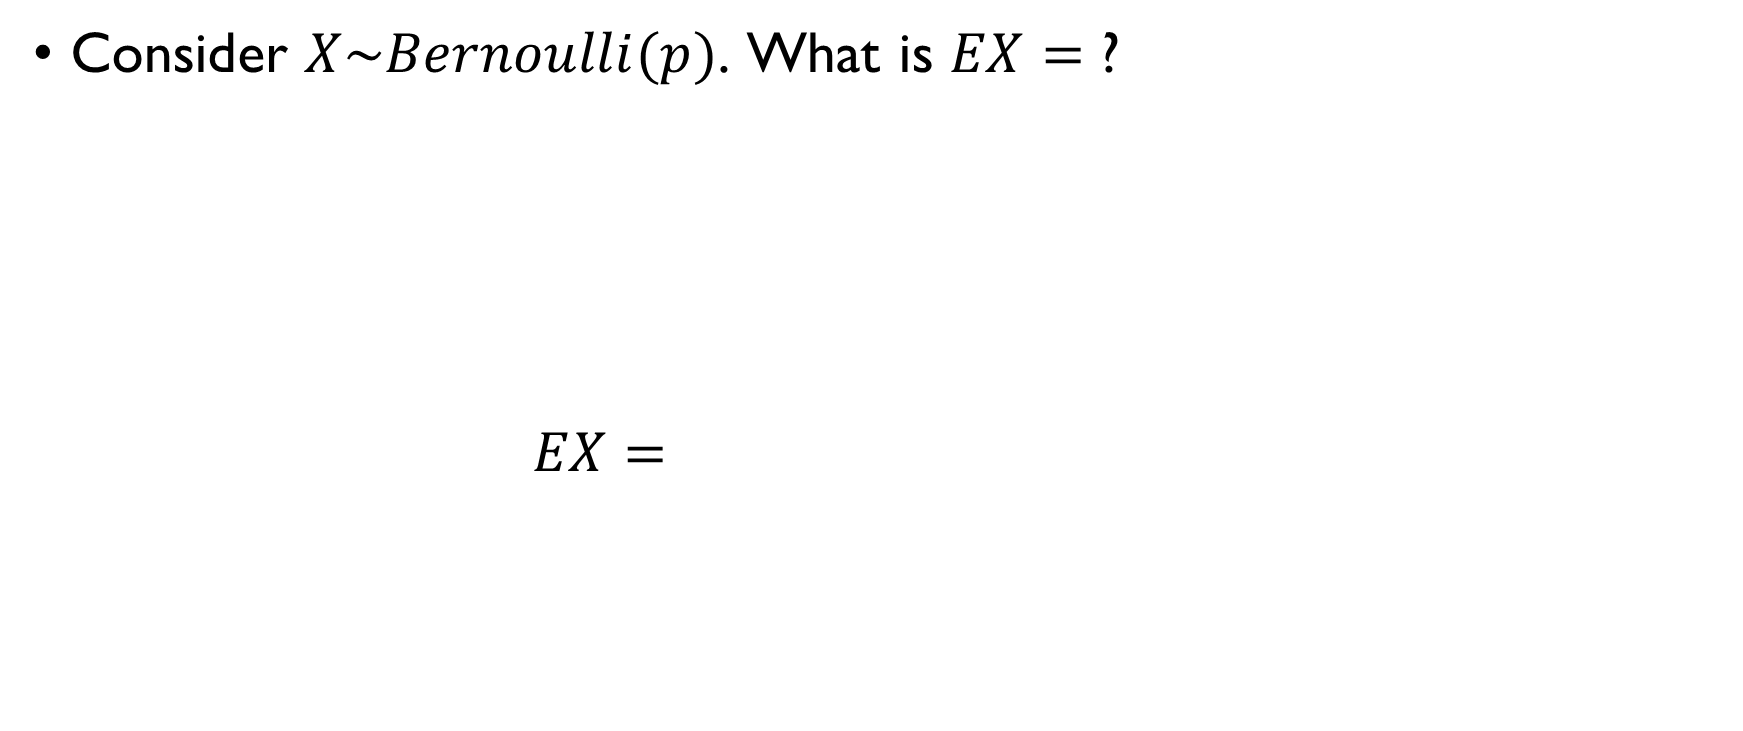 • Consider X~Bernoulli(p). What is EX = ?
EX =